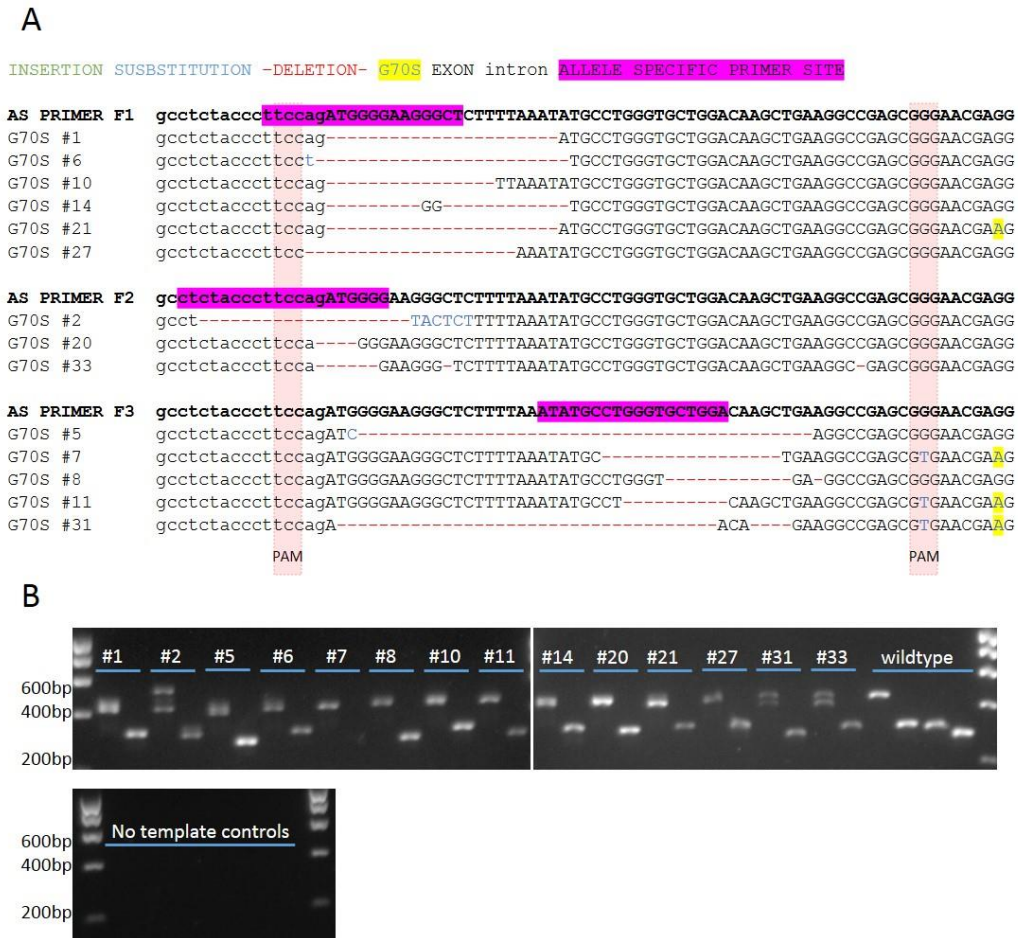 A
INSERTION SUSBSTITUTION -DELETION- G70S EXON intron ALLELE SPECIFIC PRIMER SITE
AS PRIMER F1 gcctctacccttccagATGGGGAAGGGCTCTTTTAAATATGCCTGGGTGCTGGACAAGCTGAAGGCCGAGCGGGAACGAGG
G70S #1 gcctctacccttccag----------------------ATGCCTGGGTGCTGGACAAGCTGAAGGCCGAGCGGGAACGAGG
G70S #6 gcctctacccttcct------------------------TGCCTGGGTGCTGGACAAGCTGAAGGCCGAGCGGGAACGAGG
G70S #10 gcctctacccttccag----------------TTAAATATGCCTGGGTGCTGGACAAGCTGAAGGCCGAGCGGGAACGAGG
G70S #14 gcctctacccttccag---------GG------------TGCCTGGGTGCTGGACAAGCTGAAGGCCGAGCGGGAACGAGG
G70S #21 gcctctacccttccag----------------------ATGCCTGGGTGCTGGACAAGCTGAAGGCCGAGCGGGAACGAAG
G70S #27 gcctctacccttcc--------------------AAATATGCCTGGGTGCTGGACAAGCTGAAGGCCGAGCGGGAACGAGG
AS PRIMER F2 gcctctacccttccagATGGGGAAGGGCTCTTTTAAATATGCCTGGGTGCTGGACAAGCTGAAGGCCGAGCGGGAACGAGG
G70S #2 gcct--------------------TACTCTTTTTAAATATGCCTGGGTGCTGGACAAGCTGAAGGCCGAGCGGGAACGAGG
G70S #20 gcctctacccttcca----GGGAAGGGCTCTTTTAAATATGCCTGGGTGCTGGACAAGCTGAAGGCCGAGCGGGAACGAGG
G70S #33 gcctctacccttcca------GAAGGG-TCTTTTAAATATGCCTGGGTGCTGGACAAGCTGAAGGC-GAGCGGGAACGAGG
AS PRIMER F3 gcctctacccttccagATGGGGAAGGGCTCTTTTAAATATGCCTGGGTGCTGGACAAGCTGAAGGCCGAGCGGGAACGAGG
G70S #5 gcctctacccttccagATC-------------------------------------------AGGCCGAGCGGGAACGAGG
G70S #7 gcctctacccttccagATGGGGAAGGGCTCTTTTAAATATGC-----------------TGAAGGCCGAGCGTGAACGAAG
G70S #8 gcctctacccttccagATGGGGAAGGGCTCTTTTAAATATGCCTGGGT------------GA-GGCCGAGCGGGAACGAGG
G70S #11 gcctctacccttccagATGGGGAAGGGCTCTTTTAAATATGCCT----------CAAGCTGAAGGCCGAGCGTGAACGAAG
G70S #31 gcctctacccttccagA------------------------------------ACA----GAAGGCCGAGCGTGAACGAAG
PAM PAM
B
#1 #2 #5 #6 #7 #8 #10 #11 #14 #20 #21 #27 #31 #33 wildtype
600bp
400bp
200bp
No template controls
600bp
400bp
200bp